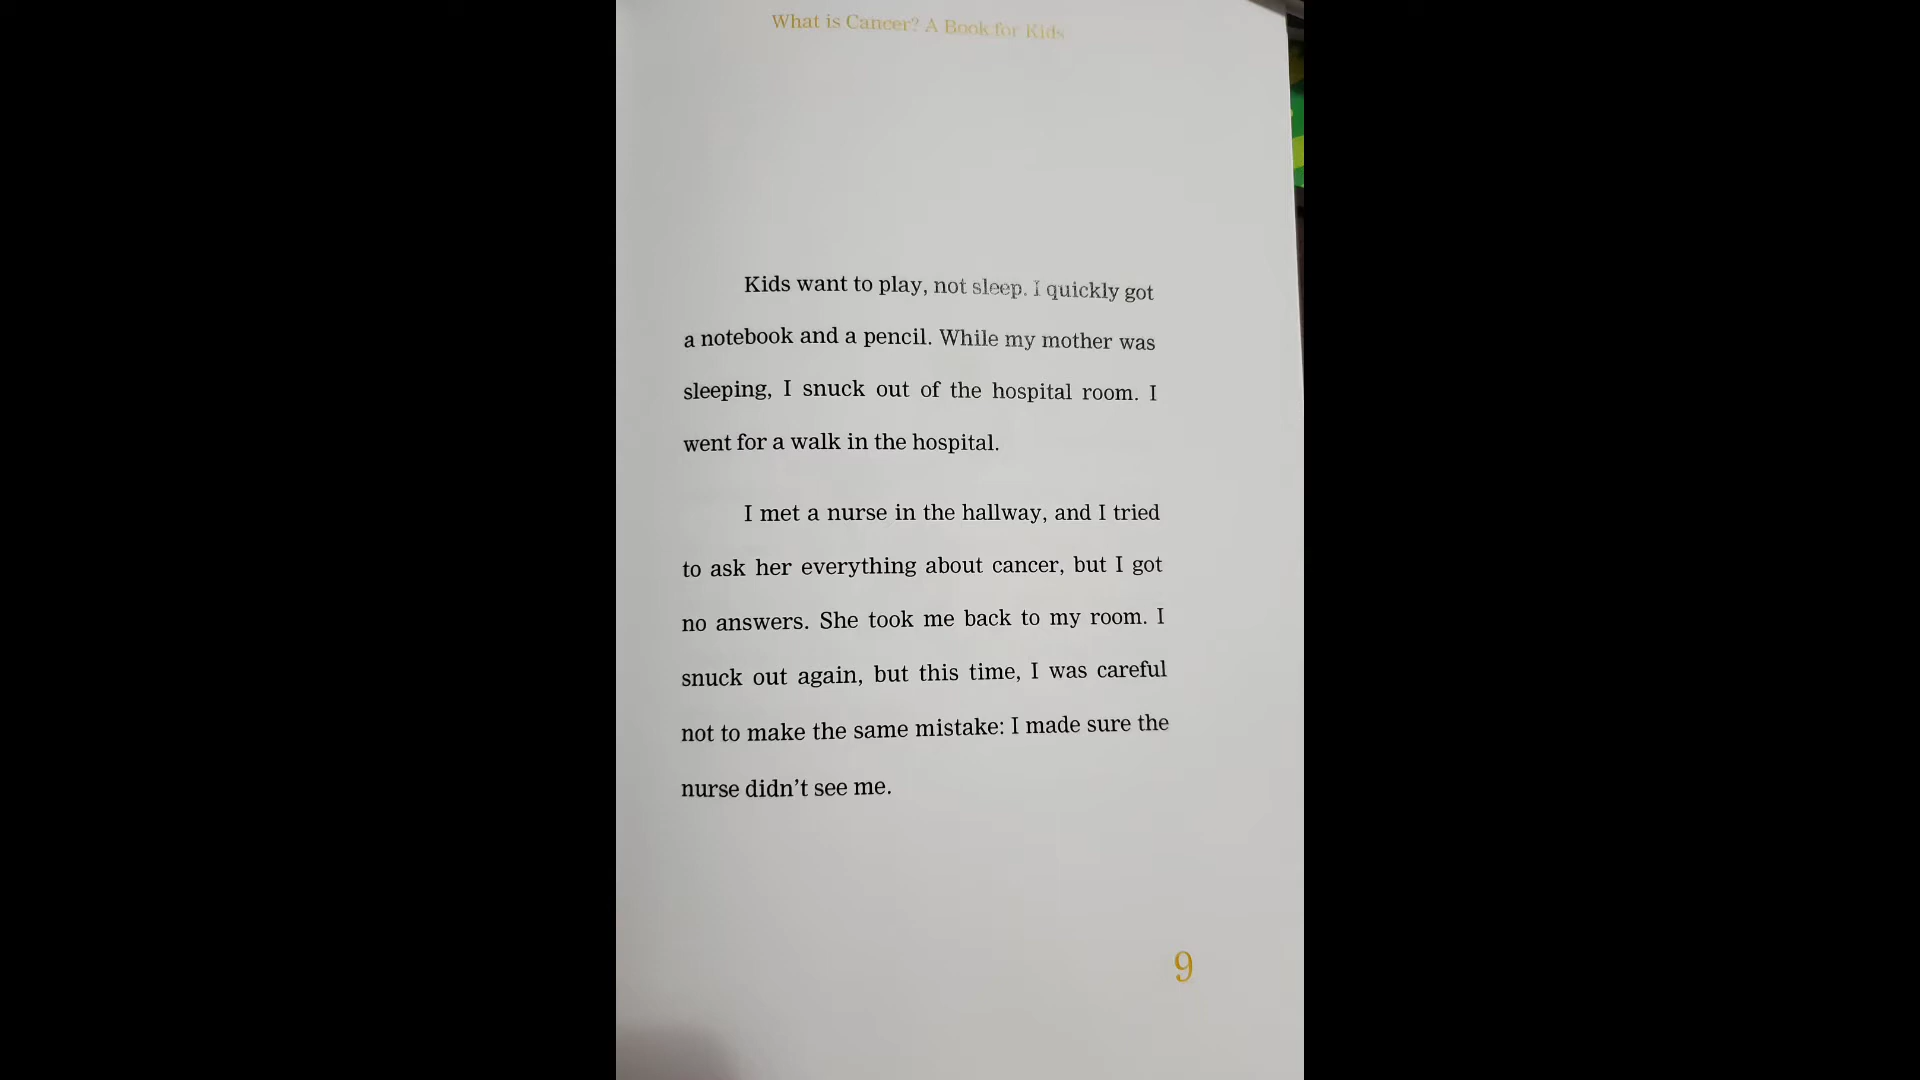 What is Cancer? A Book for Kids
Kids want to play, not sleep. I quickly got
a notebook and a pencil. While my mother was
sleeping, I snuck out of the hospital room. I
went for a walk in the hospital.
I met a nurse in the hallway, and I tried
to ask her everything about cancer, but I got
no answers. She took me back to my room. I
snuck out again, but this time, I was careful
not to make the same mistake: I made sure the
nurse didn’t see me.
9